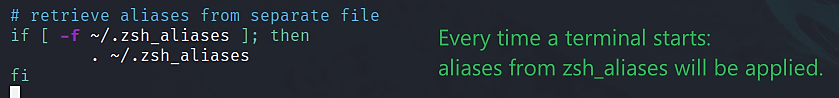 # retrieve aliases from separate file
if [ -f ~/.zsh_aliases ]; then
        . ~/.zsh_aliases
fi
Every time a terminal starts:
aliases from zsh_aliases will be applied.